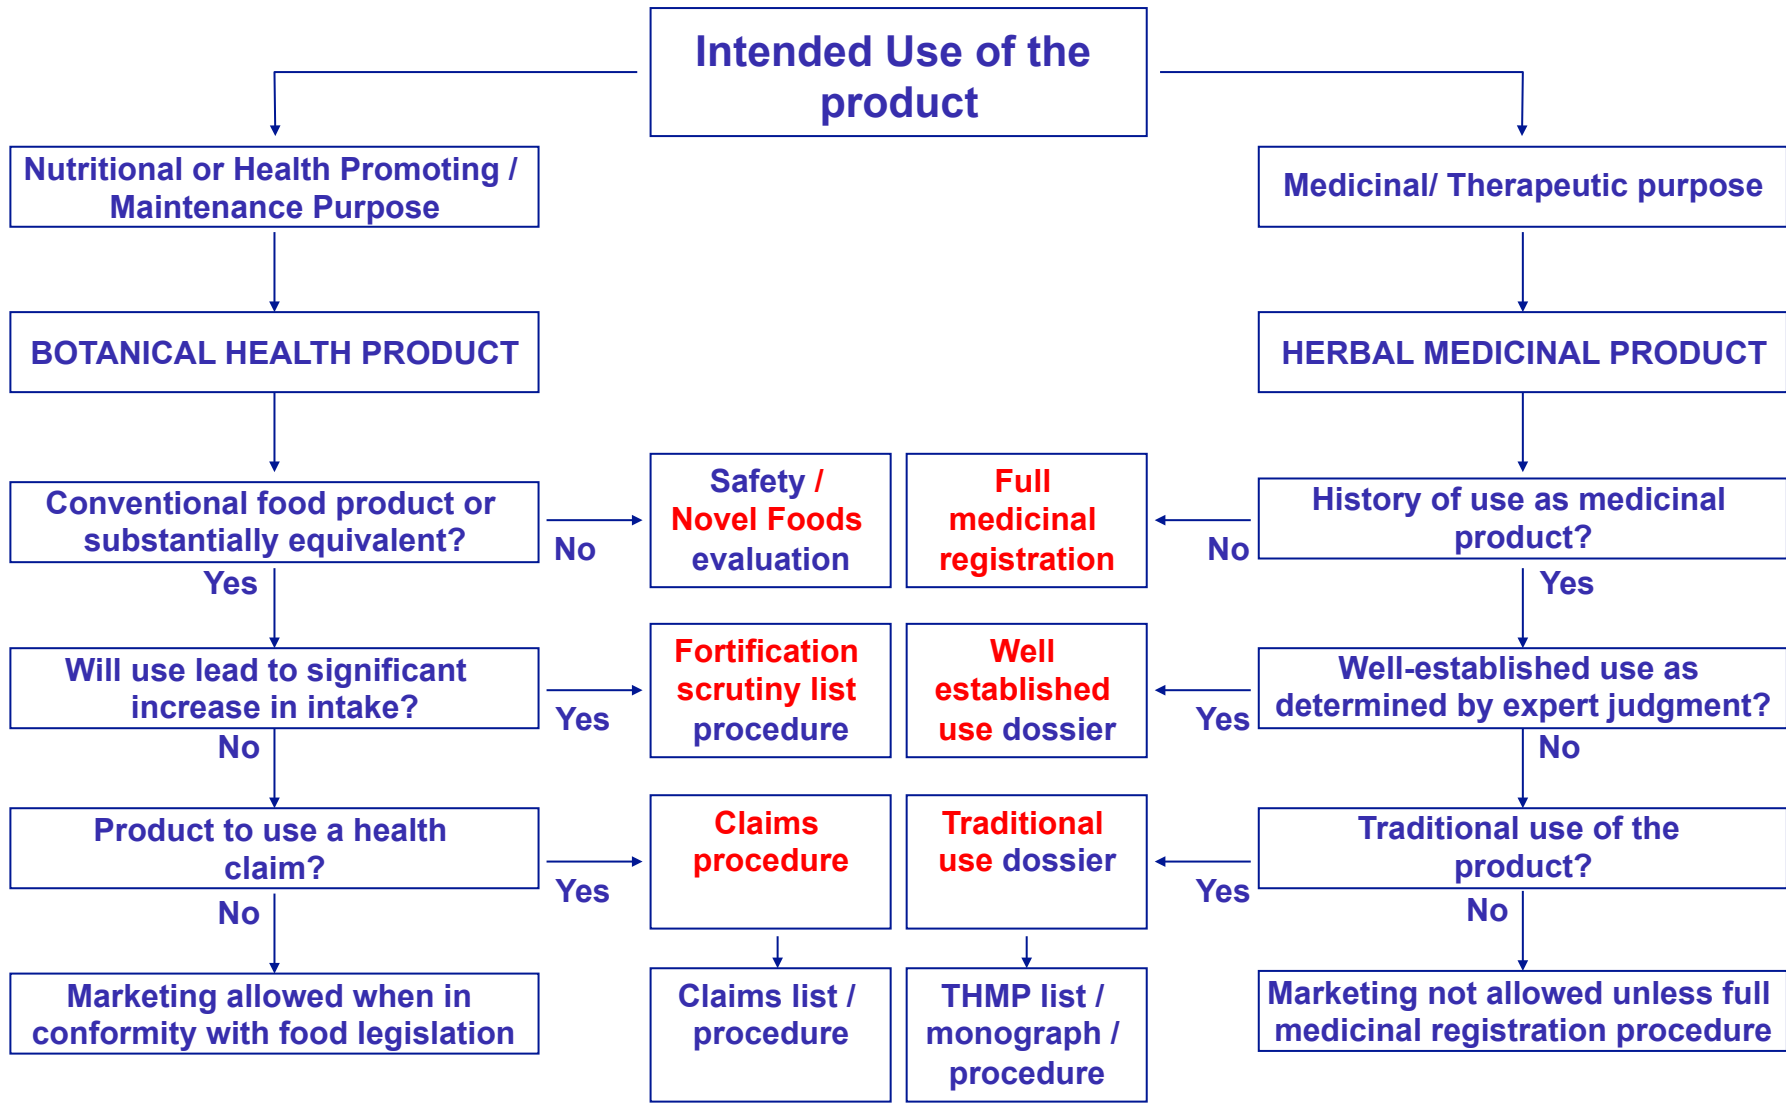 Intended Use of the
product
Nutritional or Health Promoting /
Maintenance Purpose
Medicinal/ Therapeutic purpose
BOTANICAL HEALTH PRODUCT
HERBAL MEDICINAL PRODUCT
Conventional food product or
substantially equivalent?
No
Yes
Safety /
Novel Foods
evaluation
Full
medicinal
registration
History of use as medicinal
product?
No
Yes
Will use lead to significant
increase in intake?
Yes
No
Fortification
scrutiny list
procedure
Well
established
use dossier
Well-established use as
determined by expert judgment?
Yes
No
Product to use a health
claim?
Yes
No
Claims
procedure
Traditional
use dossier
Traditional use of the
product?
Yes
No
Marketing allowed when in
conformity with food legislation
Claims list /
procedure
THMP list /
monograph /
procedure
Marketing not allowed unless full
medicinal registration procedure